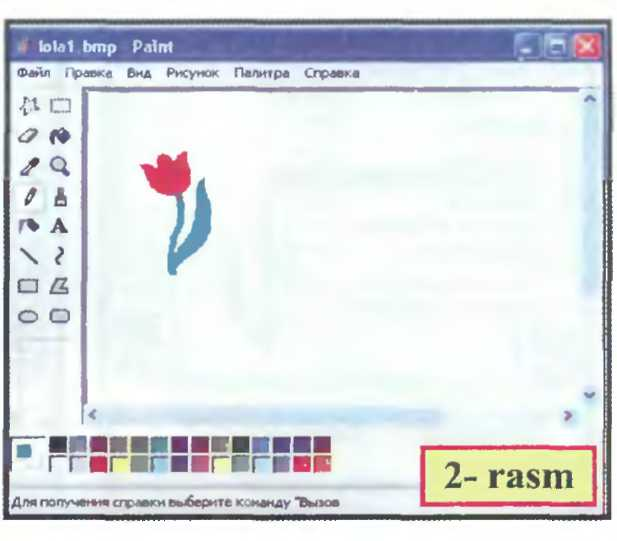 lola1.bmp Paint
Файл Правка Вид Рисунок Палитра Справка
A
Для получения справки выберите команду "Вызов
2- rasm